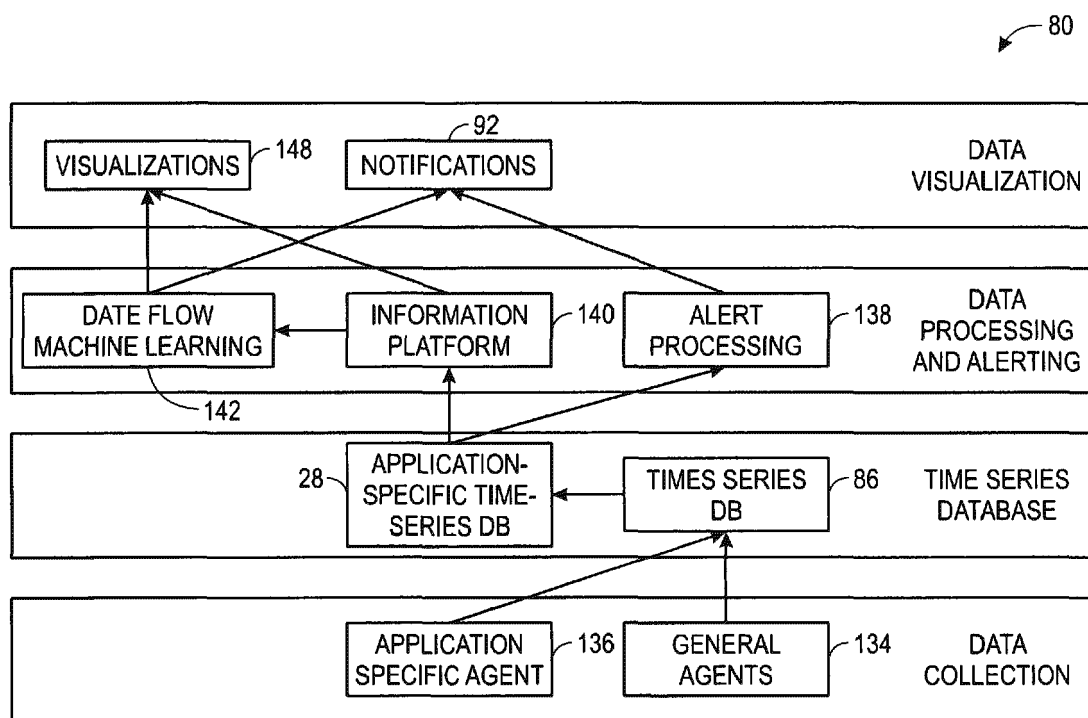 80
VISUALIZATIONS
148
92
NOTIFICATIONS
DATA
VISUALIZATION
DATE FLOW
MACHINE LEARNING
142
INFORMATION
PLATFORM
140
ALERT
PROCESSING
138
DATA
PROCESSING
AND ALERTING
28
APPLICATION-
SPECIFIC TIME-
SERIES DB
TIMES SERIES
DB
86
TIME SERIES
DATABASE
APPLICATION
SPECIFIC AGENT
136
GENERAL
AGENTS
134
DATA
COLLECTION